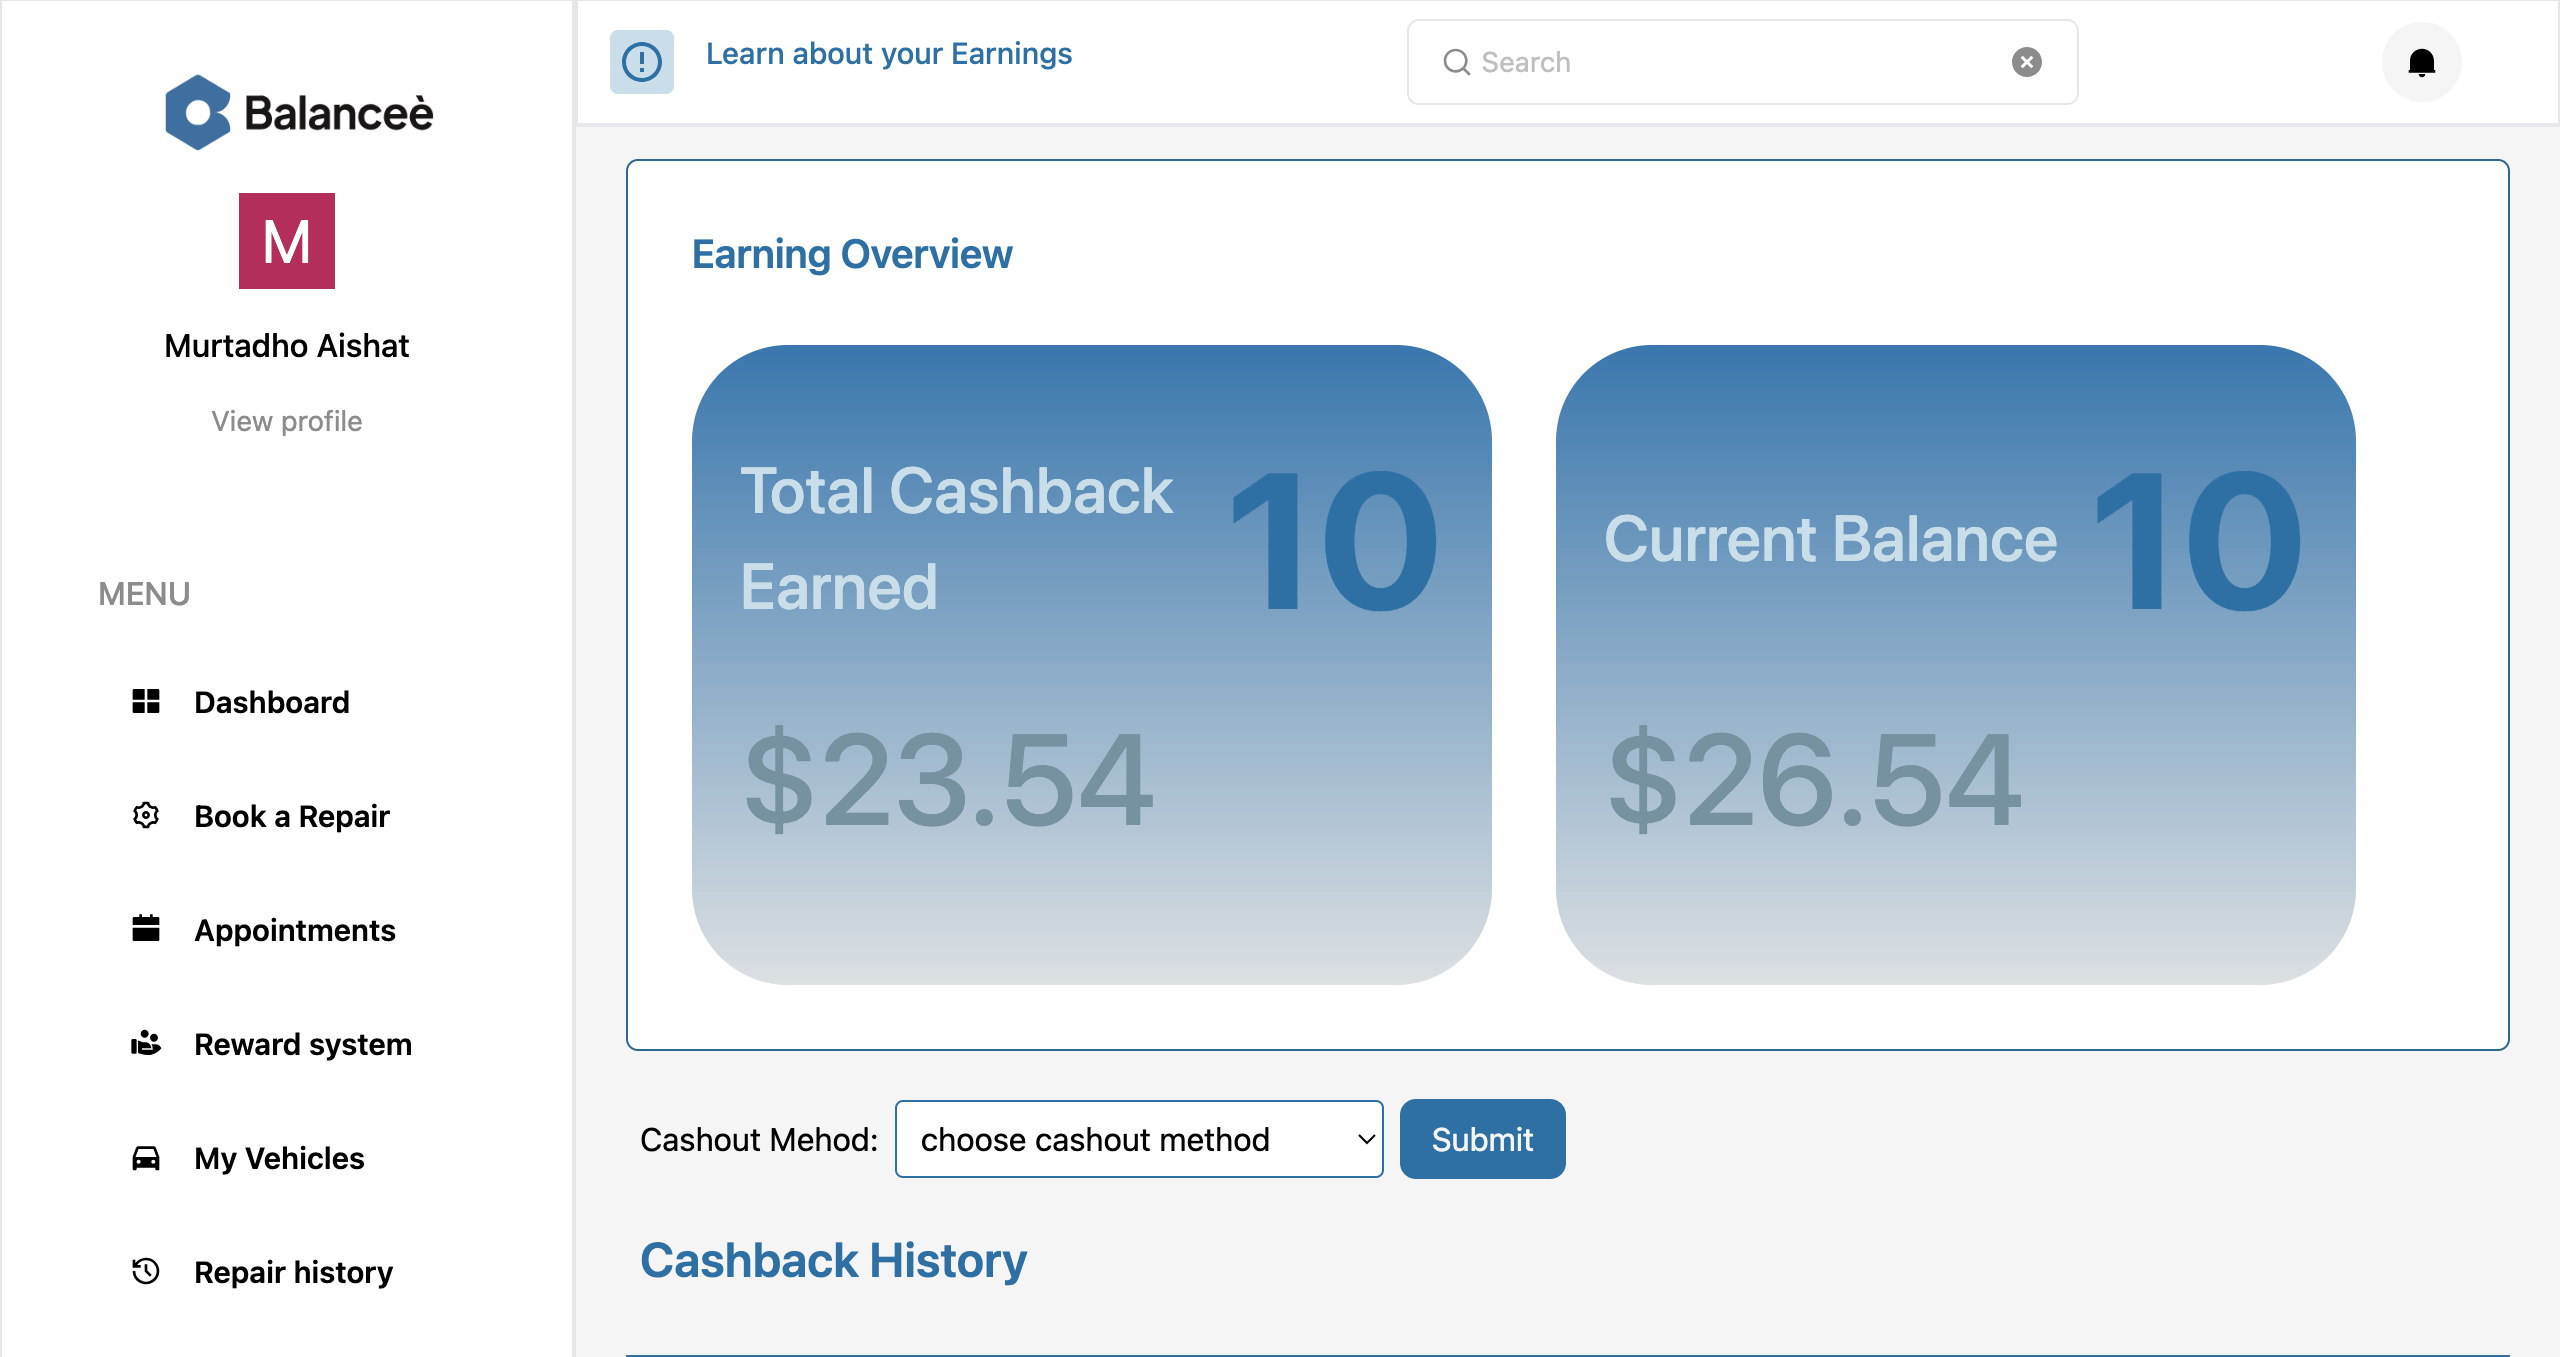 Balanceè
M
Murtadho Aishat
View profile
MENU
Dashboard
Book a Repair
Appointments
Reward system
My Vehicles
Repair history
Learn about your Earnings
Search
Earning Overview
Total Cashback
Earned
10
$23.54
Current Balance
10
$26.54
Cashout Mehod:
choose cashout method
Submit
Cashback History